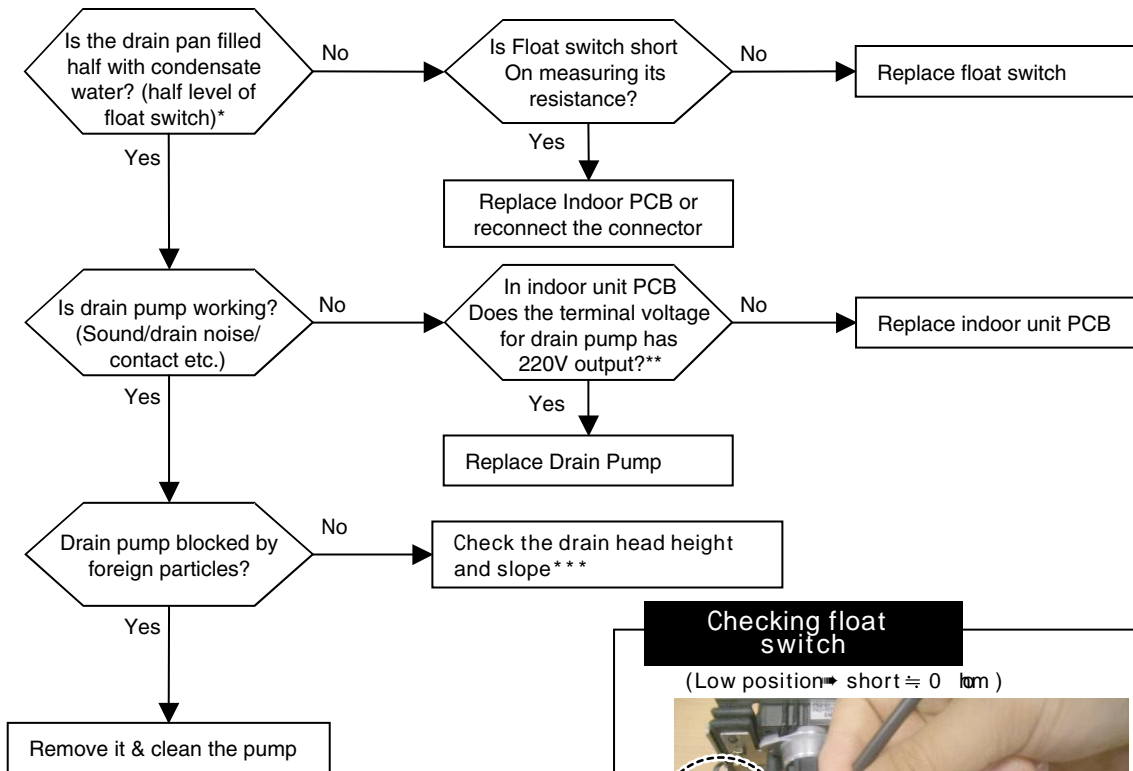 Is the drain pan filled
half with condensate
water? (half level of
float switch)*
No
Is Float switch short
On measuring its
resistance?
No
Replace float switch
Yes
Yes
Replace Indoor PCB or
reconnect the connector
Is drain pump working?
(Sound/drain noise/
contact etc.)
No
In indoor unit PCB
Does the terminal voltage
for drain pump has
220V output?**
No
Replace indoor unit PCB
Yes
Yes
Replace Drain Pump
Drain pump blocked by
foreign particles?
No
Check the drain head height
and slope***
Yes
Remove it & clean the pump
Checking float
switch
(Low position➠ short ≒ 0 )